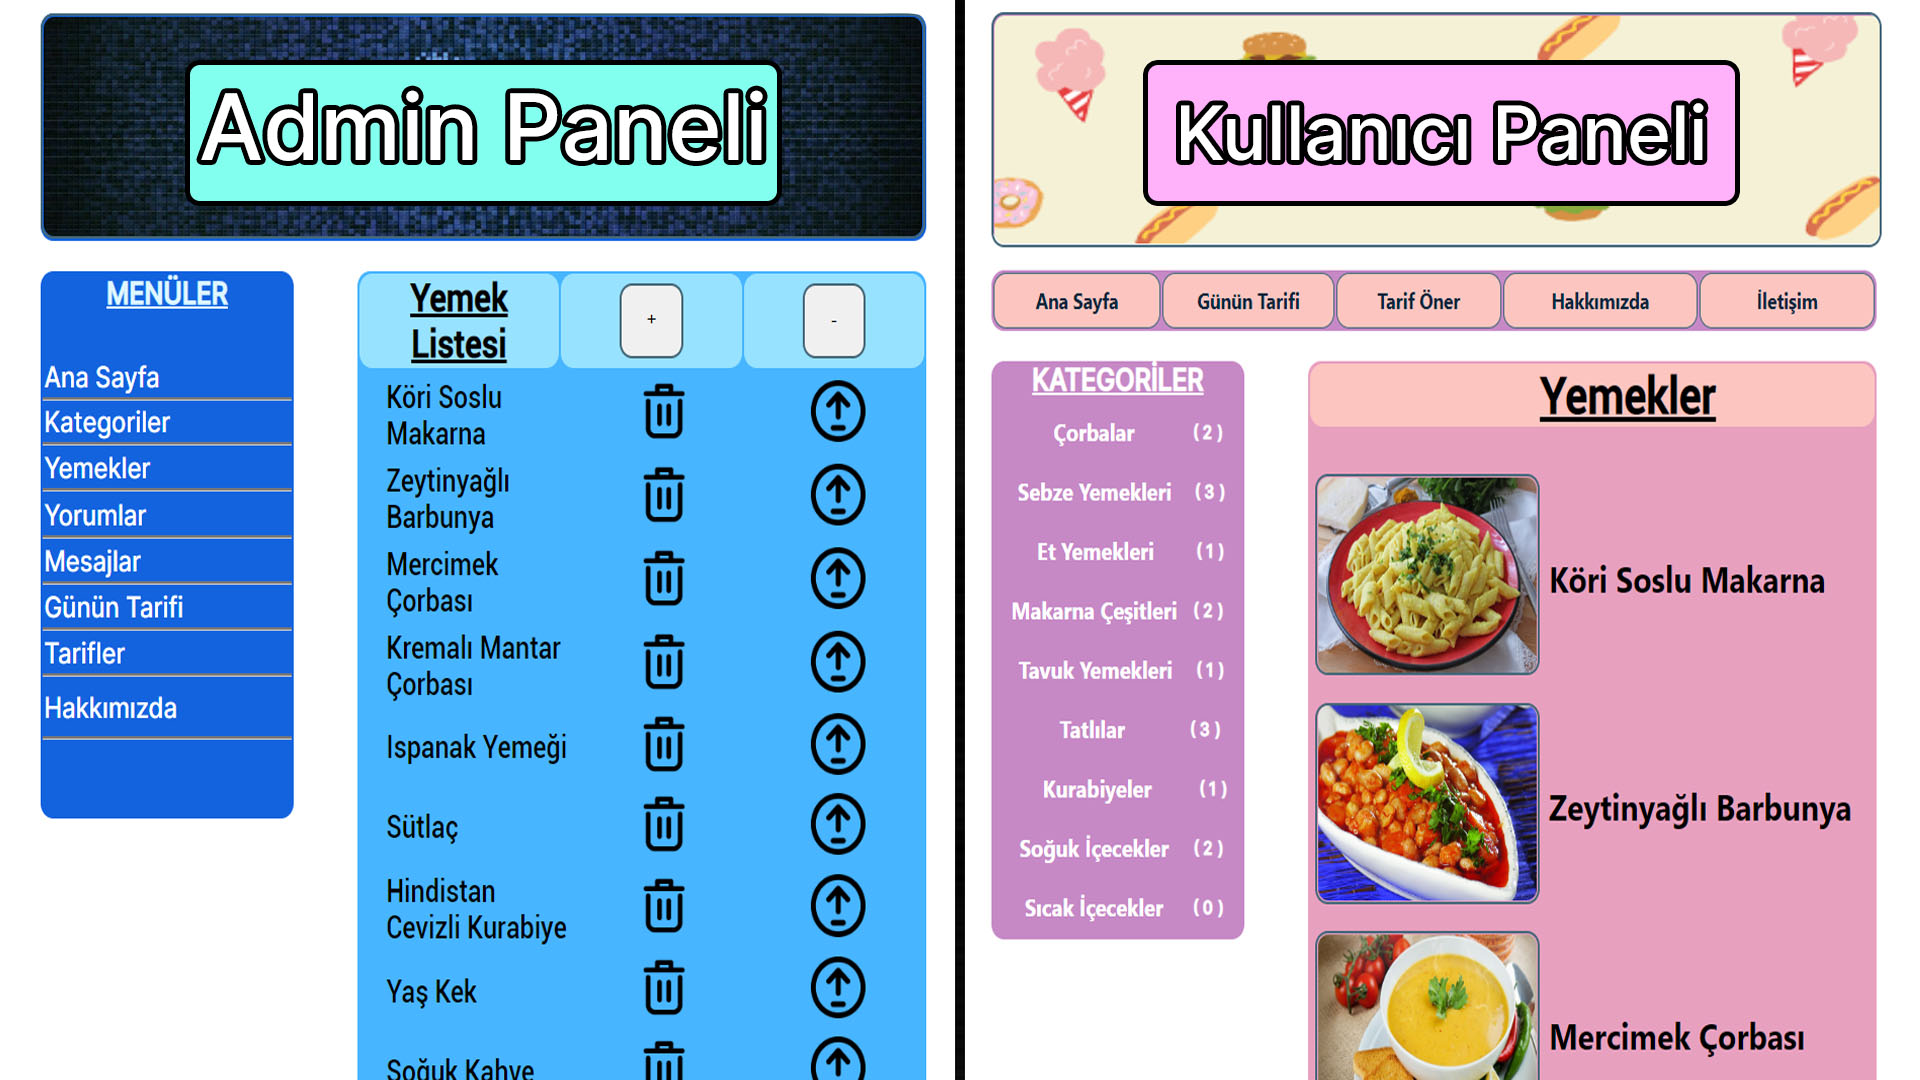 Admin Paneli
MENÜLER
Ana Sayfa
Kategoriler
Yemekler
Yorumlar
Mesajlar
Günün Tarifi
Tarifler
Hakkımızda
Yemek
Listesi
+
-
Köri Soslu
Makarna
Zeytinyağlı
Barbunya
Mercimek
Çorbası
Kremalı Mantar
Çorbası
Ispanak Yemeği
Sütlaç
Hindistan
Cevizli Kurabiye
Yaş Kek
Soğuk Kahve
Kullanıcı Paneli
Ana Sayfa Günün Tarifi Tarif Öner Hakkımızda İletişim
KATEGORİLER
Çorbalar (2)
Sebze Yemekleri (3)
Et Yemekleri (1)
Makarna Çeşitleri (2)
Tavuk Yemekleri (1)
Tatlılar (3)
Kurabiyeler (1)
Soğuk İçecekler (2)
Sıcak İçecekler (0)
Yemekler
Köri Soslu Makarna
Zeytinyağlı Barbunya
Mercimek Çorbası